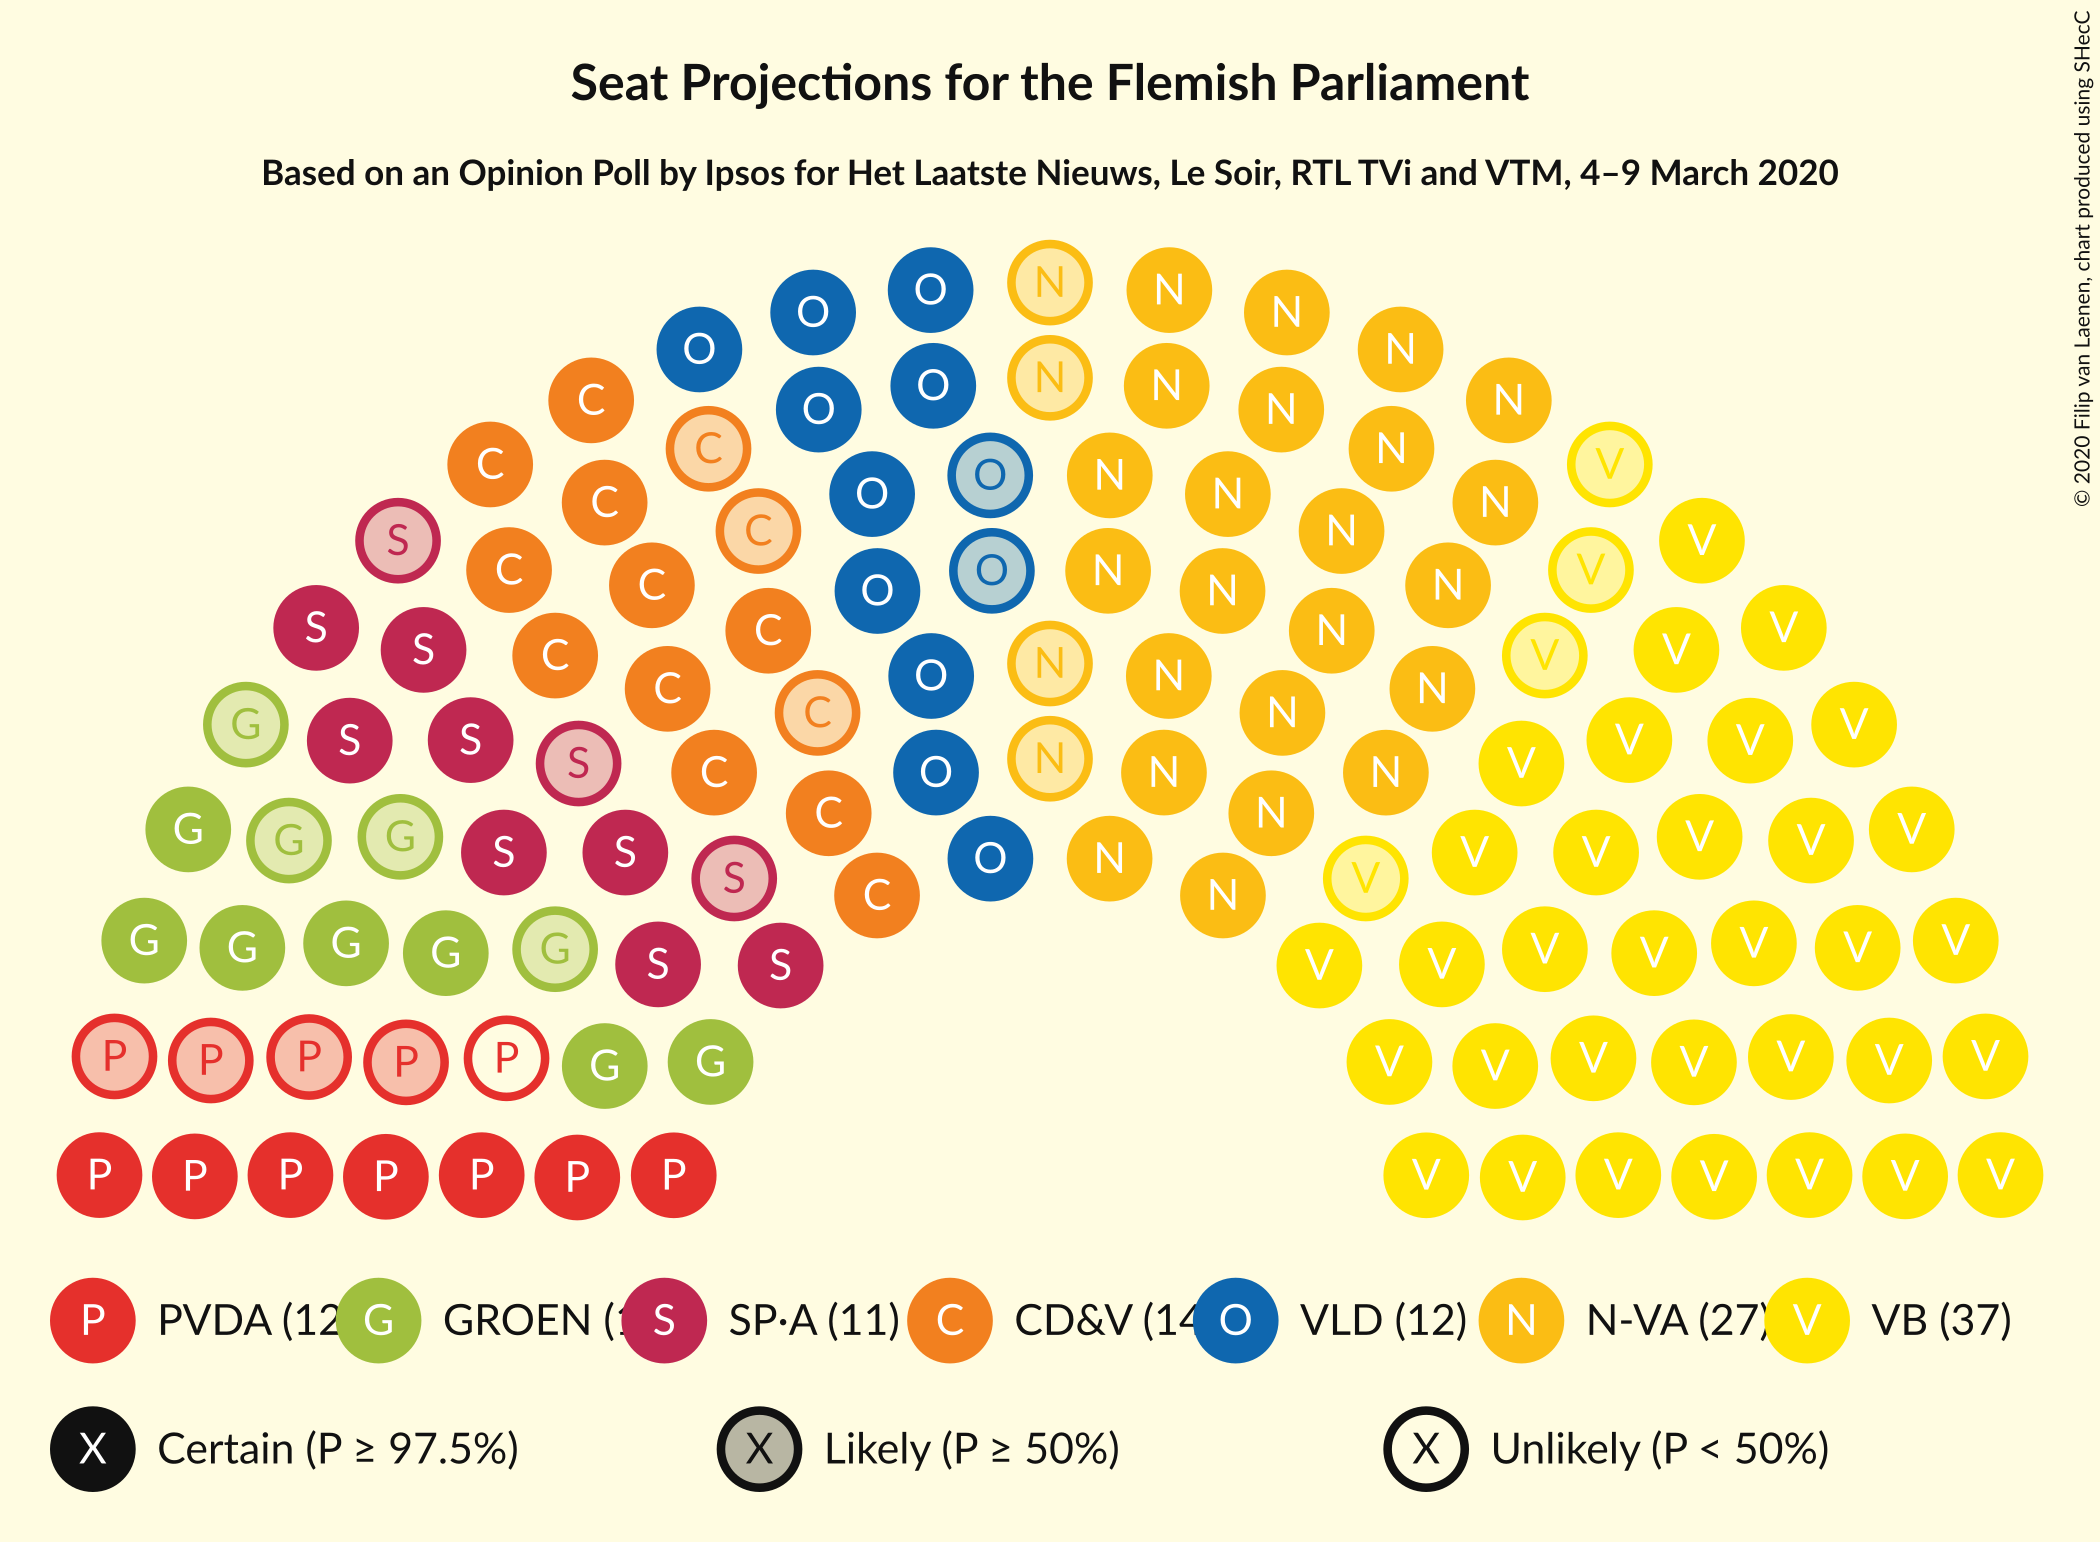 Seat Projections for the Flemish Parliament
Based on an Opinion Poll by Ipsos for Het Laatste Nieuws, Le Soir, RTL TVi and VTM, 4–9 March 2020
© 2020 Filip van Laenen, chart produced using SHecC
O N N
O N
O N
C O N N
O N
C C N
C O O N N V
C N V
S C O O N N V
C C N V
S C O N N V
S C O N V
G S C C N V V
S S C O N N V V
G G G S S C C N V V V V
S O N V V
G G G G G S S C N V V V V V V V
S V
P P P P P G G V V V V V V V
P P P P P P P V V V V V V V
P PVDA (12 G GROEN ( S SP·A (11) C CD&V (14 O VLD (12) N N-VA (27) V VB (37)
X Certain (P ≥ 97.5%) X Likely (P ≥ 50%) X Unlikely (P < 50%)